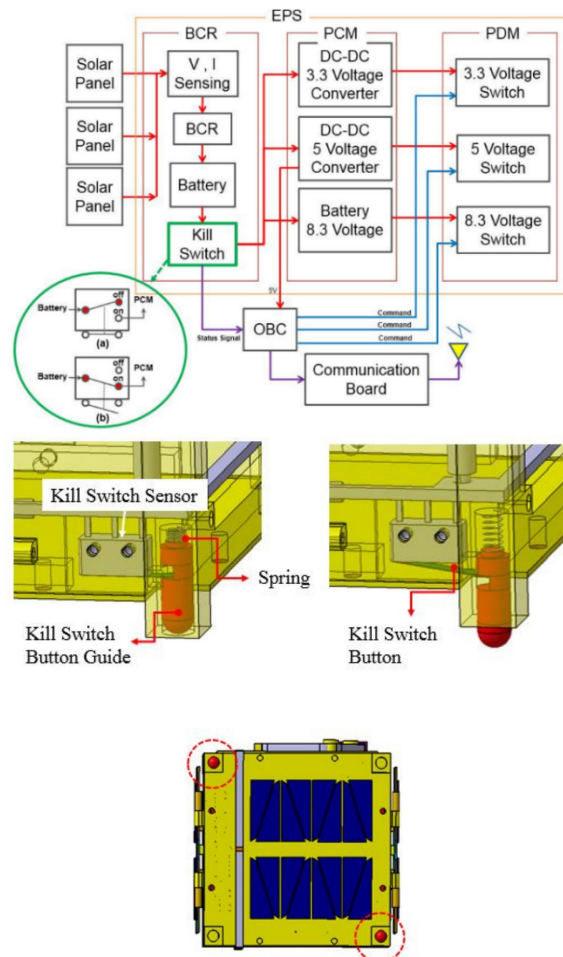 EPS
BCR
PCM
PDM
Solar
Panel
V , I
Sensing
DC-DC
3.3 Voltage
Converter
3.3 Voltage
Switch
Solar
Panel
BCR
DC-DC
5 Voltage
Converter
5 Voltage
Switch
Solar
Panel
Battery
Battery
8.3 Voltage
8.3 Voltage
Switch
Kill
Switch
off
on
PCM
Battery
(a)
off
on
PCM
Battery
(b)
5V
Status Signal
OBC
Command
Command
Command
Communication
Board
Kill Switch Sensor
Spring
Kill Switch
Button Guide
Kill Switch
Button